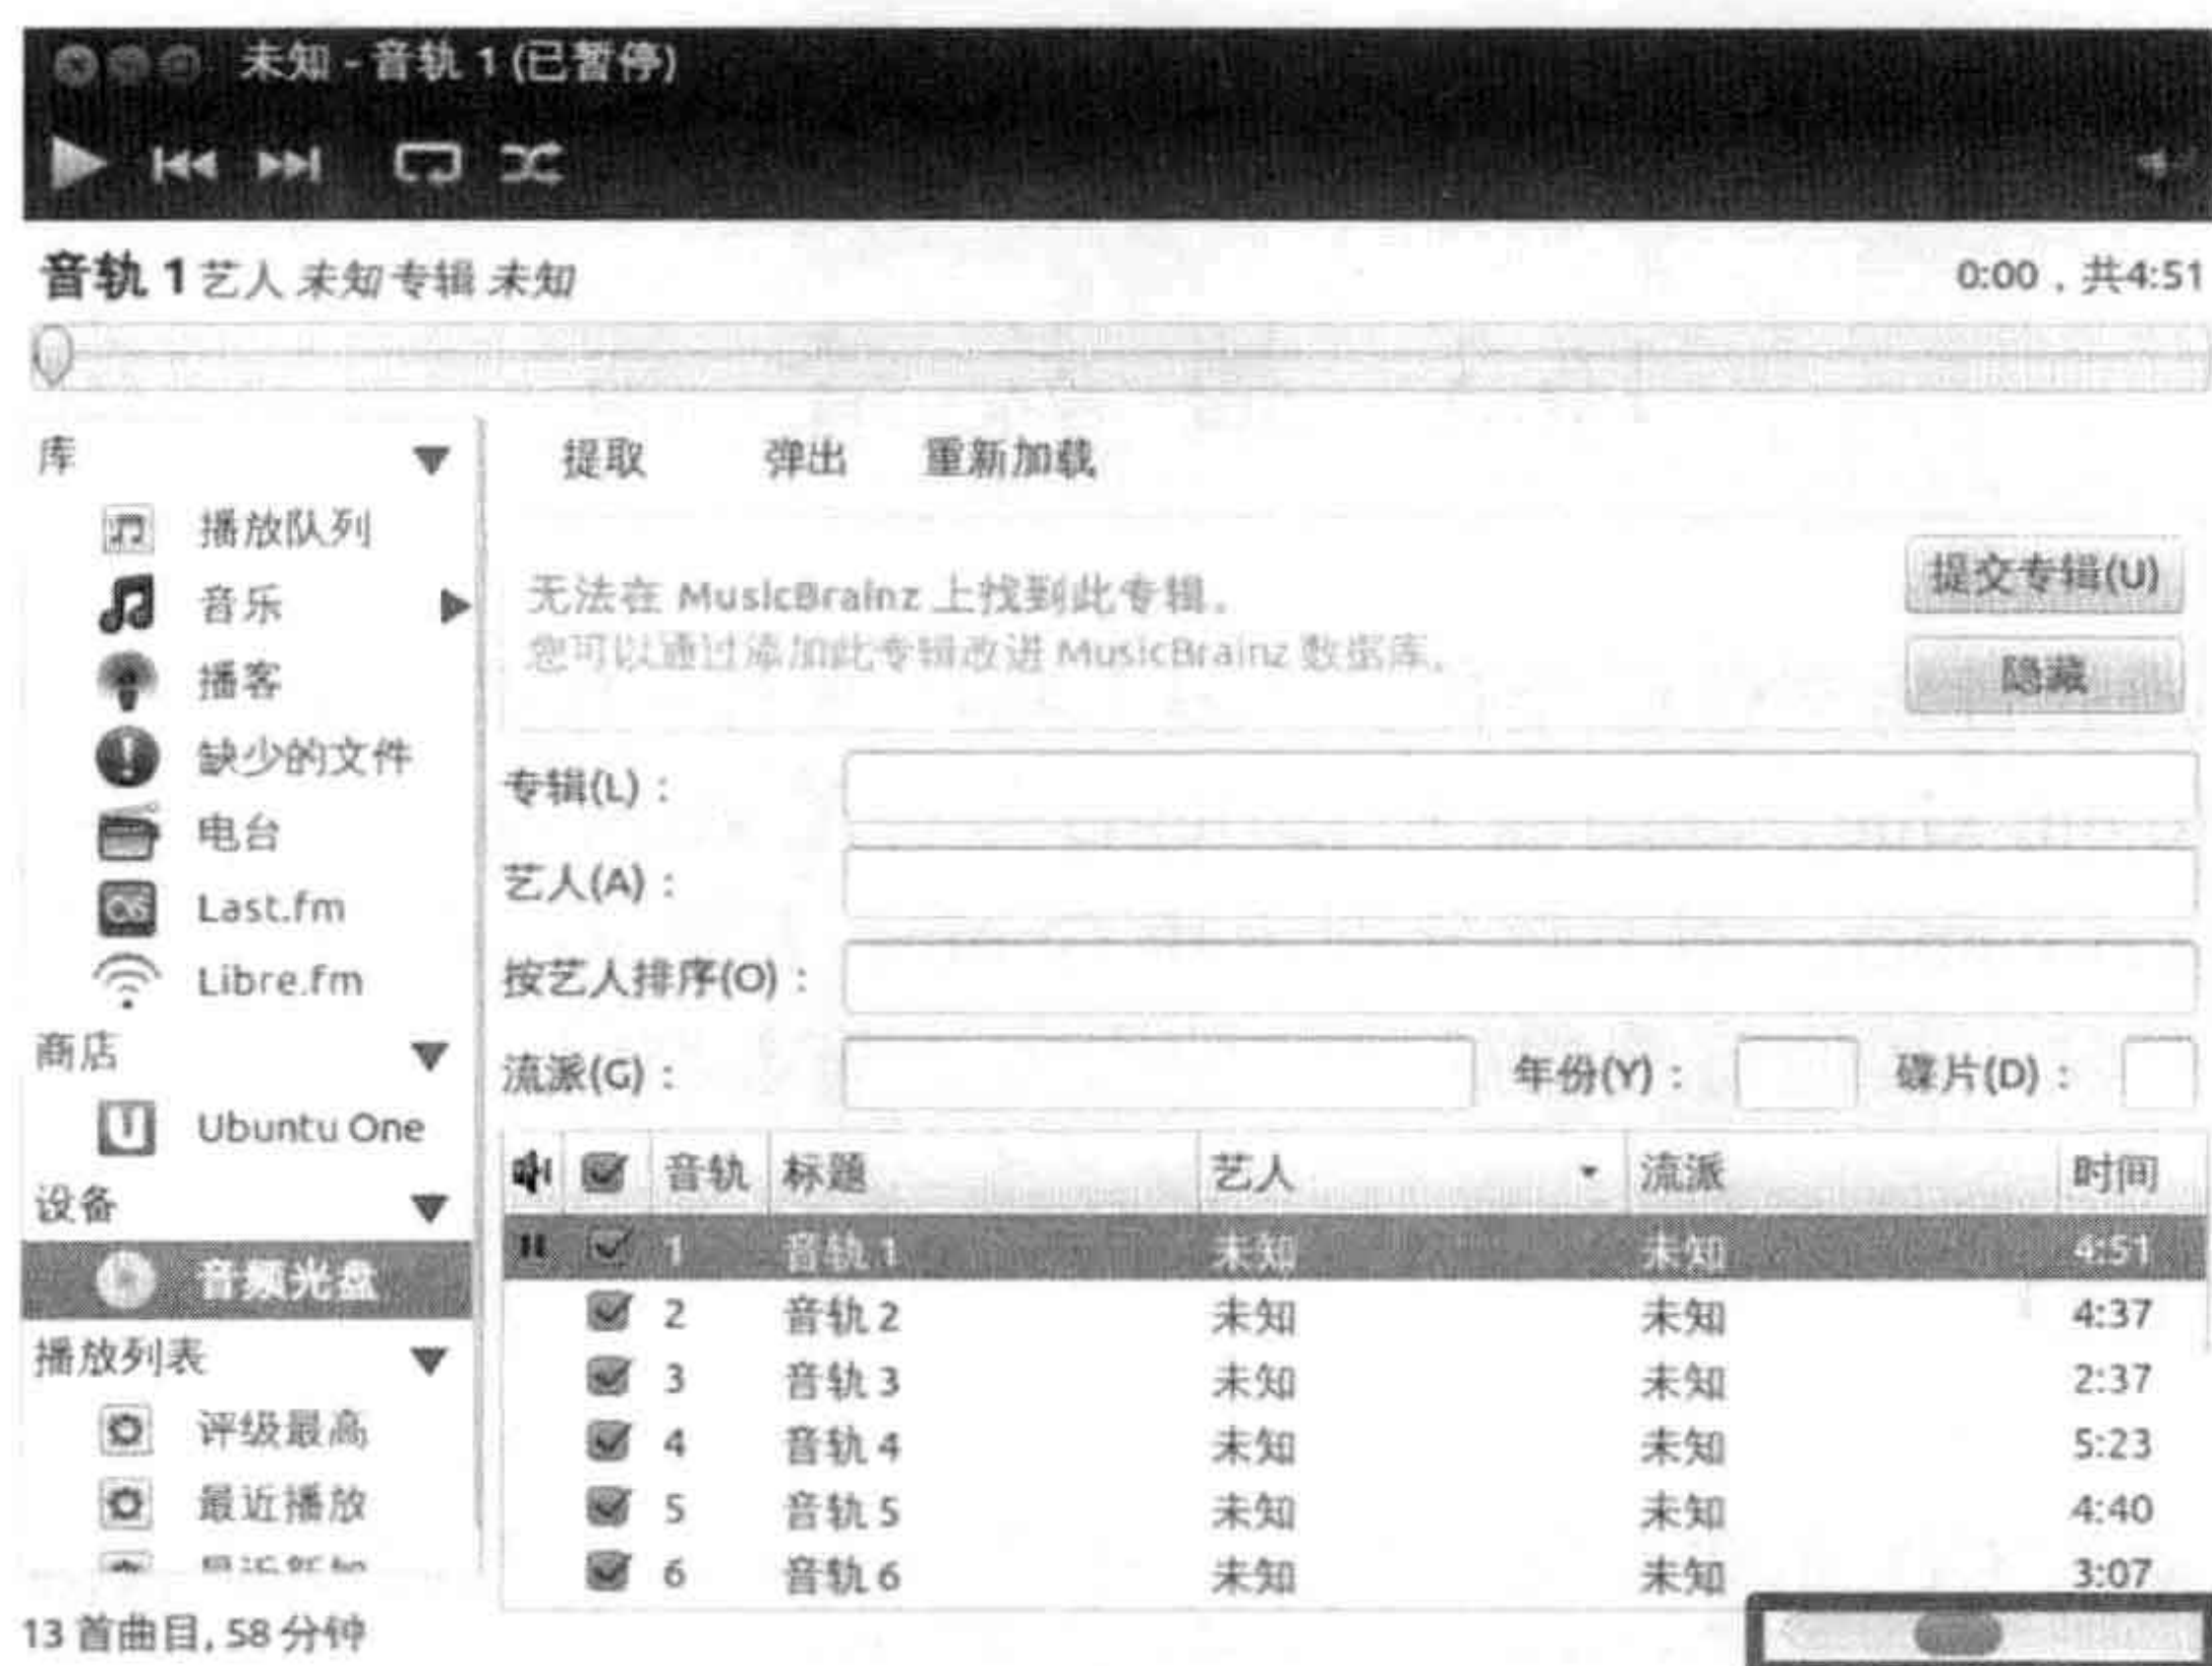 未知 - 音轨 1 (已暂停)
音轨 1 艺人 未知 专辑 未知
0:00，共4:51
库
播放队列
音乐
播客
缺少的文件
电台
Last.fm
Libre.fm
商店
Ubuntu One
设备
音频光盘
播放列表
评级最高
最近播放
提取 弹出 重新加载
无法在 MusicBrainz 上找到此专辑。
您可以通过添加此专辑改进 MusicBrainz 数据库。
提交专辑(U)
隐藏
专辑(L)：
艺人(A)：
按艺人排序(O)：
流派(G)： 年份(Y)： 碟片(D)：
音轨 标题 艺人 流派 时间
1 音轨 1 未知 未知 4:51
2 音轨 2 未知 未知 4:37
3 音轨 3 未知 未知 2:37
4 音轨 4 未知 未知 5:23
5 音轨 5 未知 未知 4:40
6 音轨 6 未知 未知 3:07
13 首曲目, 58 分钟